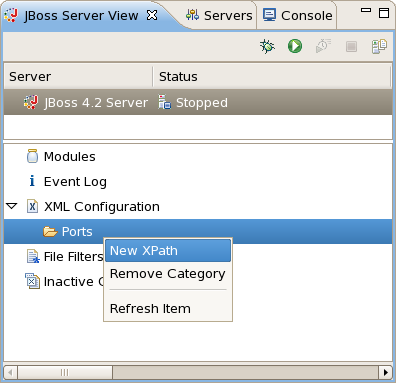 JBoss Server View Servers Console
Server Status
JBoss 4.2 Server Stopped
Modules
Event Log
XML Configuration
Ports
New XPath
File Filters
Remove Category
Inactive
Refresh Item